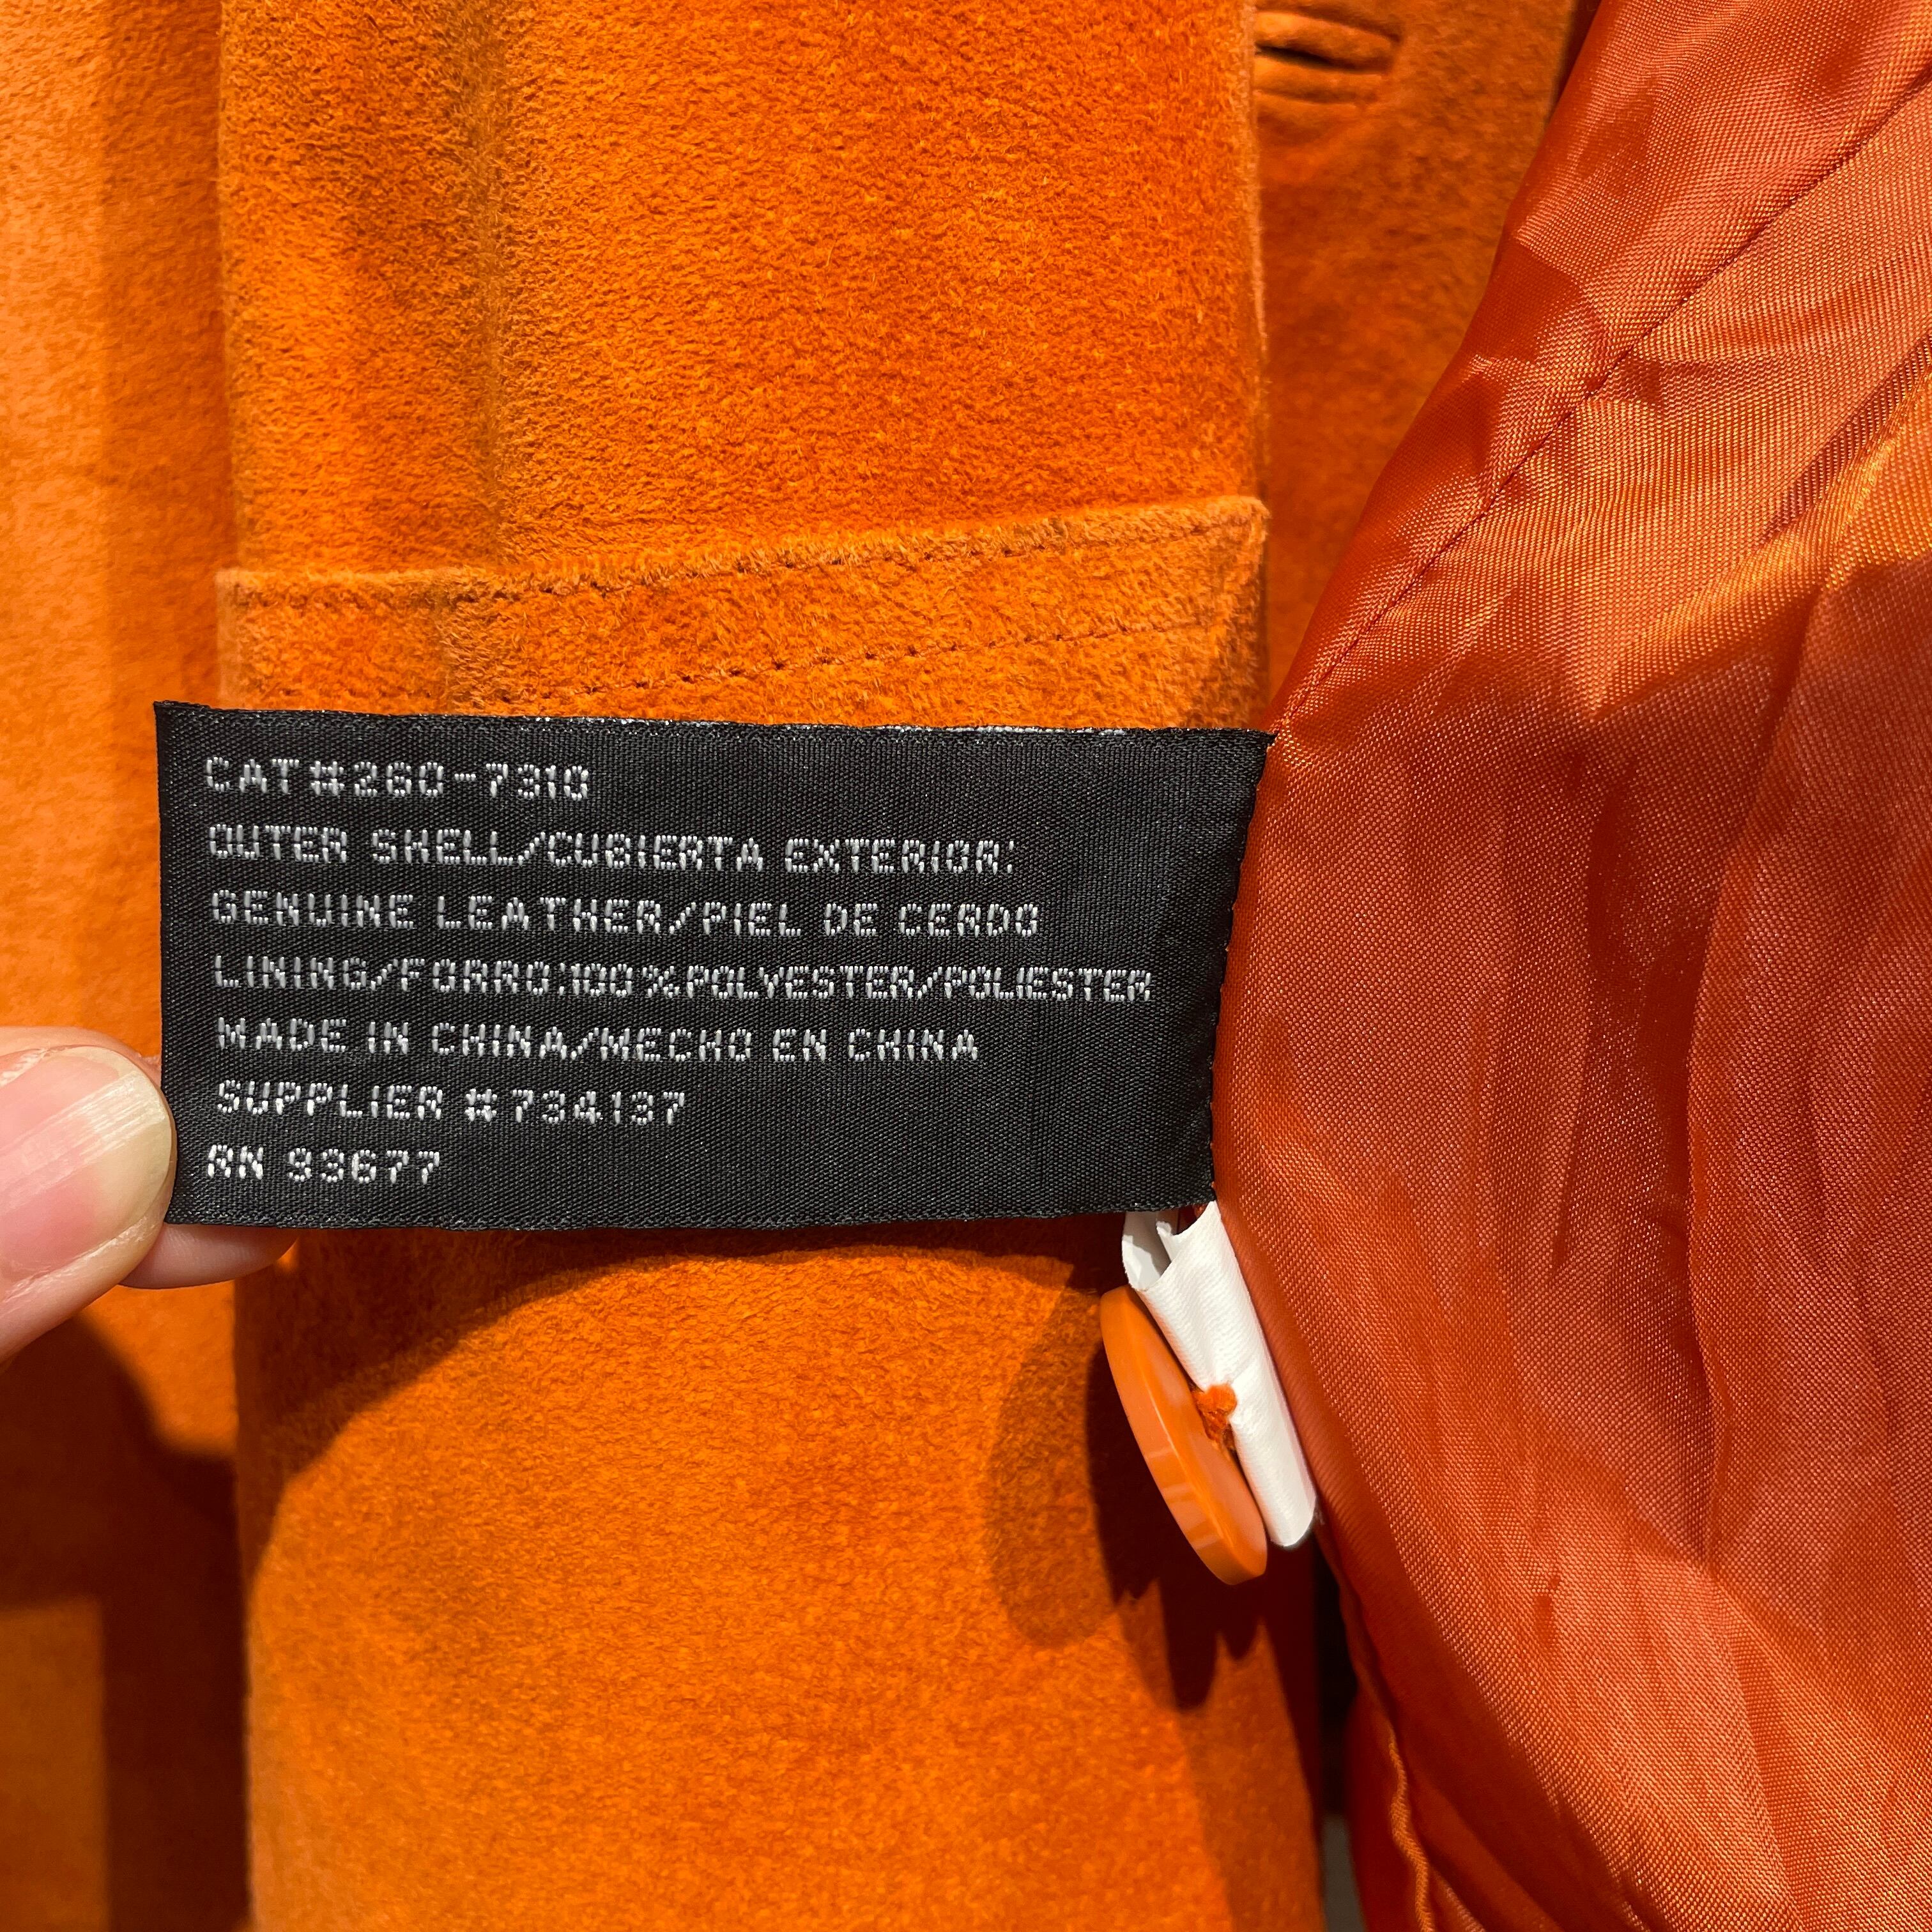 CAT#260-7310
OUTER SHELL/CUBIERTA EXTERIOR:
GENUINE LEATHER/PIEL DE CERDO
LINING/FORRO:100%POLYESTER/POLIESTER
MADE IN CHINA/MECHO EN CHINA
SUPPLIER #734137
RN 93677